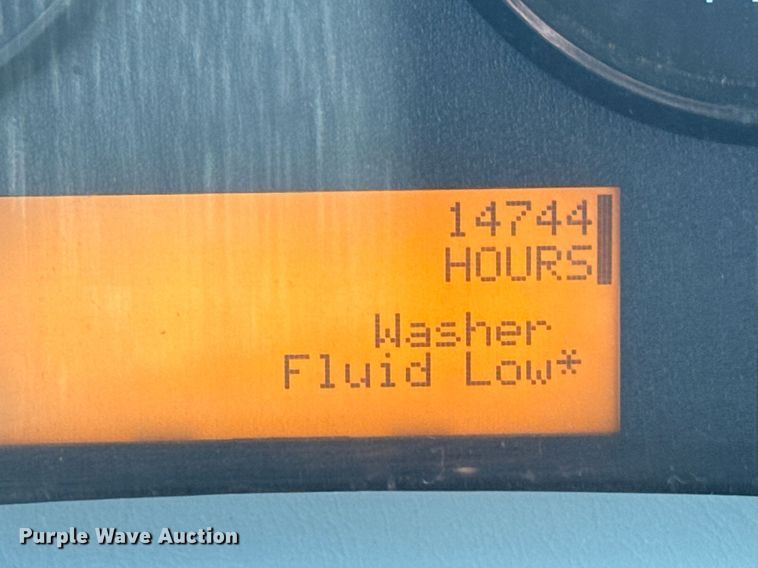 14744
HOURS
Washer
Fluid Low*
Purple Wave Auction